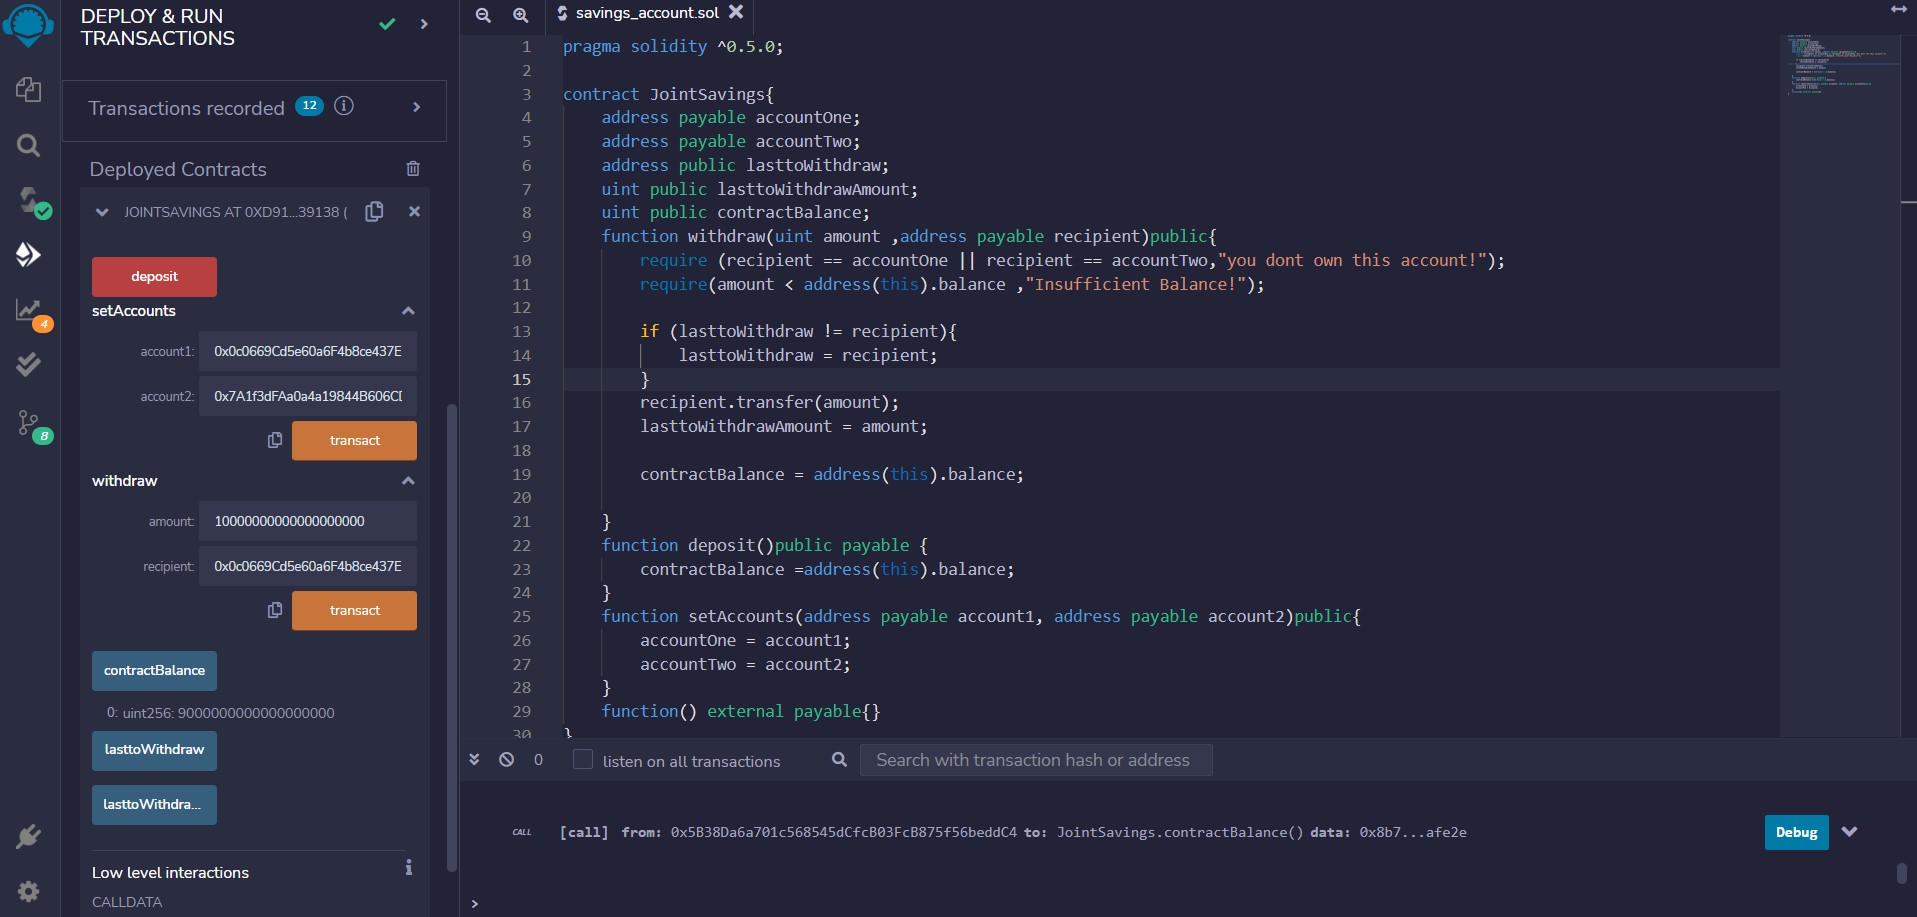 DEPLOY & RUN
TRANSACTIONS
Transactions recorded 12
Deployed Contracts
JOINTSAVINGS AT 0XD91...39138 (
deposit
setAccounts
account1: 0x0c0669Cd5e60a6F4b8ce437E
account2: 0x7A1f3dFAa0a4a19844B606CD
transact
withdraw
amount: 10000000000000000000
recipient: 0x0c0669Cd5e60a6F4b8ce437E
transact
contractBalance
0: uint256: 9000000000000000000
lasttoWithdraw
lasttoWithdra...
Low level interactions
CALLDATA
4
8
savings_account.sol
1 pragma solidity ^0.5.0;
2
3 contract JointSavings{
4 address payable accountOne;
5 address payable accountTwo;
6 address public lasttoWithdraw;
7 uint public lasttoWithdrawAmount;
8 uint public contractBalance;
9 function withdraw(uint amount ,address payable recipient)public{
10 require (recipient == accountOne || recipient == accountTwo,"you dont own this account!");
11 require(amount < address(this).balance ,"Insufficient Balance!");
12
13 if (lasttoWithdraw != recipient){
14 lasttoWithdraw = recipient;
15 }
16 recipient.transfer(amount);
17 lasttoWithdrawAmount = amount;
18
19 contractBalance = address(this).balance;
20
21 }
22 function deposit()public payable {
23 contractBalance =address(this).balance;
24 }
25 function setAccounts(address payable account1, address payable account2)public{
26 accountOne = account1;
27 accountTwo = account2;
28 }
29 function() external payable{}
30 }
0 listen on all transactions Search with transaction hash or address
CALL [call] from: 0x5B38Da6a701c568545dCfcB03FcB875f56beddC4 to: JointSavings.contractBalance() data: 0x8b7...afe2e Debug
>